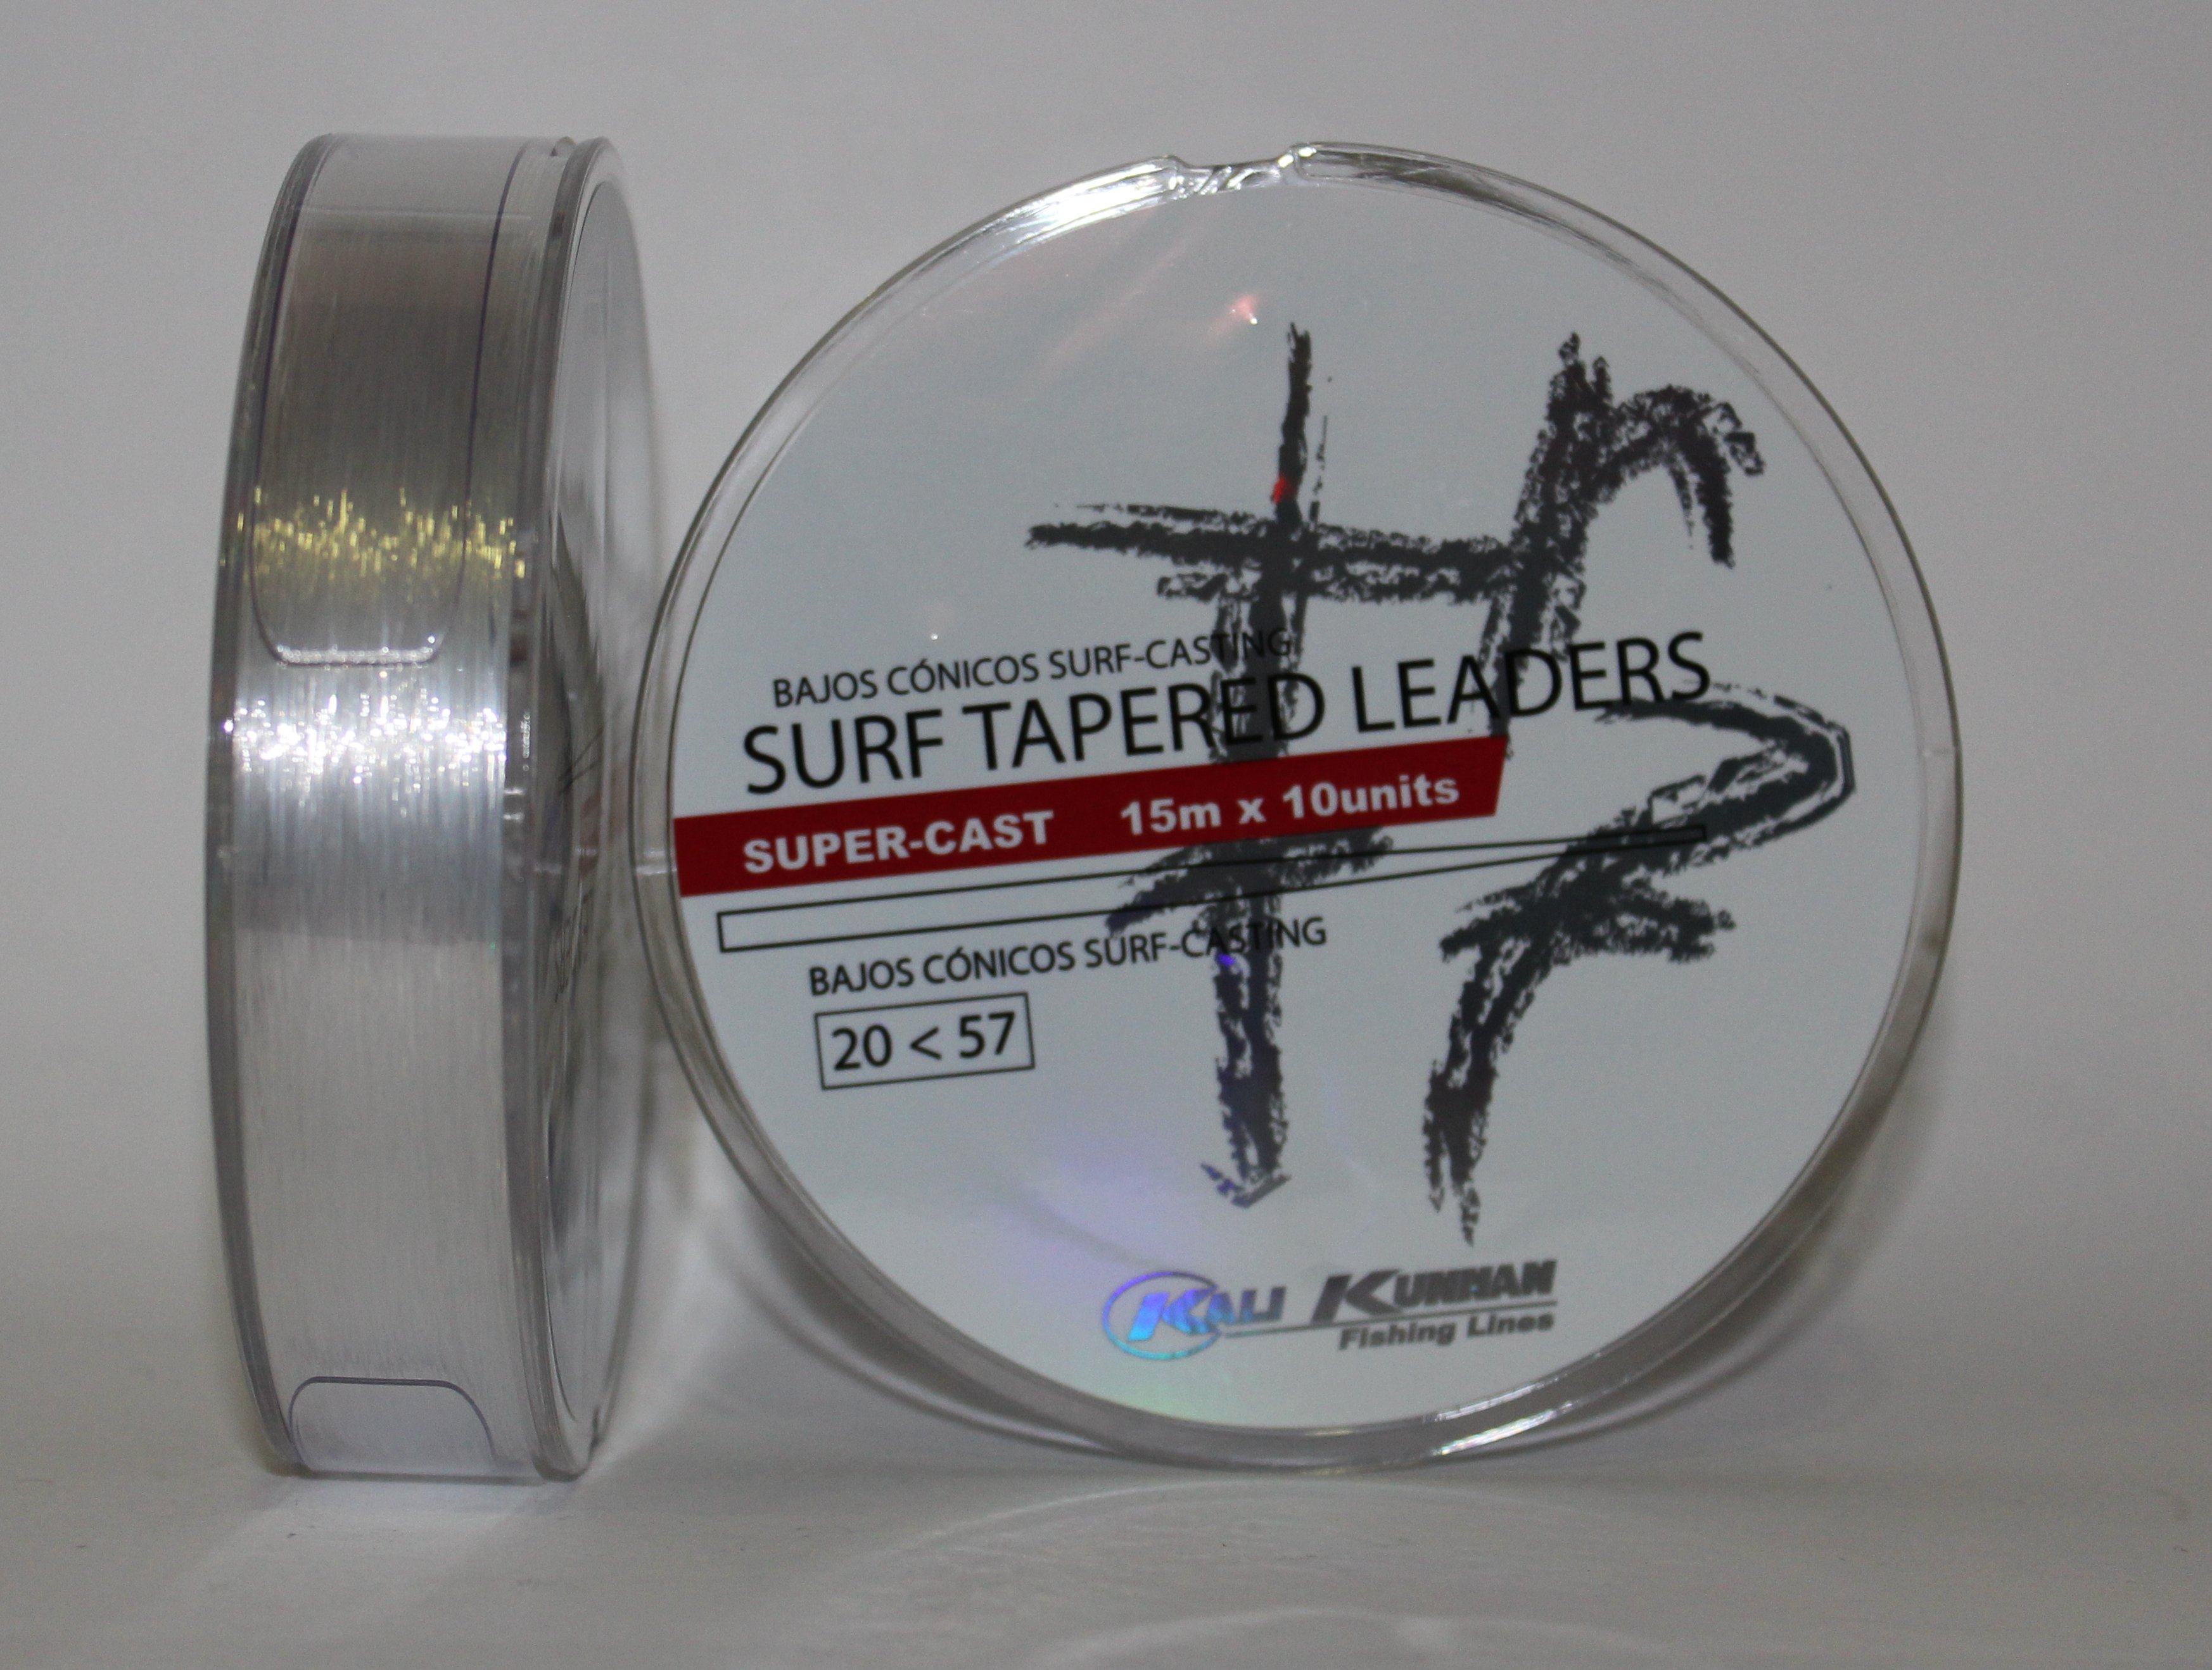 BAJOS CÓNICOS SURF-CASTING
SURF TAPERED LEADERS
SUPER-CAST 15m x 10units
BAJOS CÓNICOS SURF-CASTING
20 < 57
KALI KUNNAN
Fishing Lines